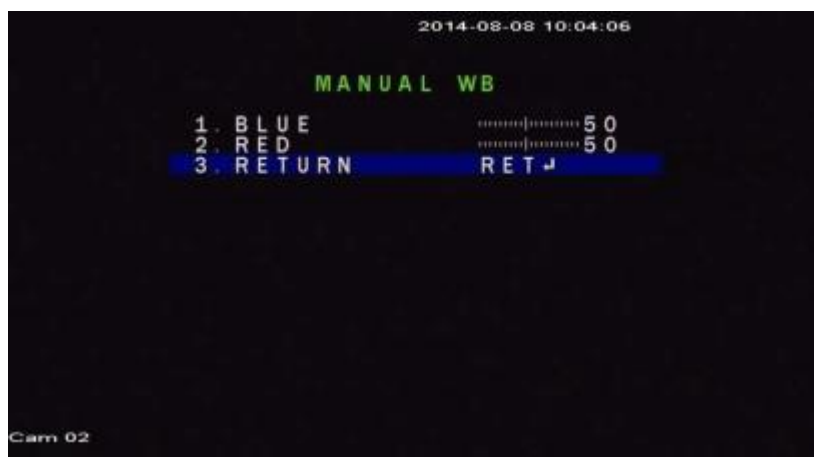 2014-08-08 10:04:06
MANUAL WB
1. BLUE 50
2. RED 50
3. RETURN RET↲
Cam 02